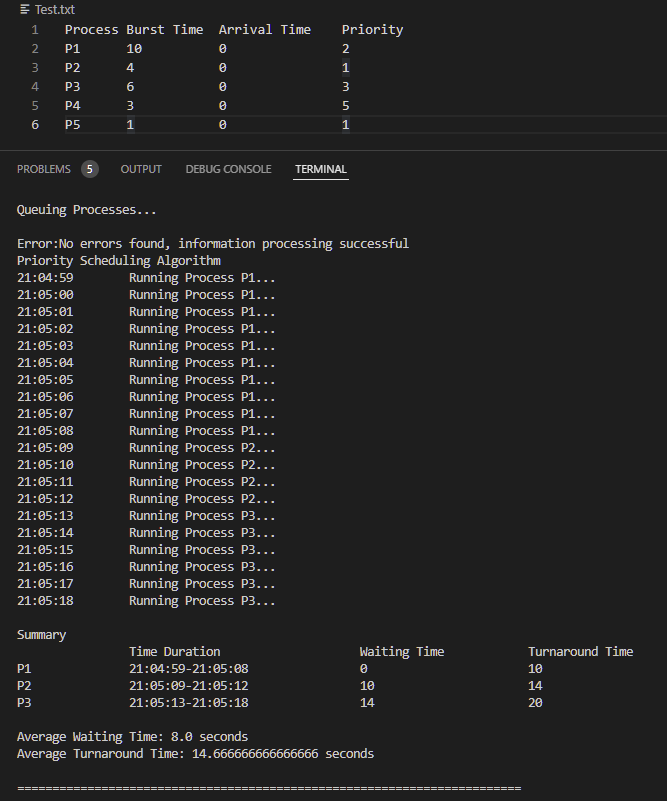 Test.txt
1 Process Burst Time Arrival Time Priority
2 P1 10 0 2
3 P2 4 0 1
4 P3 6 0 3
5 P4 3 0 5
6 P5 1 0 1
PROBLEMS 5 OUTPUT DEBUG CONSOLE TERMINAL
Queuing Processes...
Error:No errors found, information processing successful
Priority Scheduling Algorithm
21:04:59 Running Process P1...
21:05:00 Running Process P1...
21:05:01 Running Process P1...
21:05:02 Running Process P1...
21:05:03 Running Process P1...
21:05:04 Running Process P1...
21:05:05 Running Process P1...
21:05:06 Running Process P1...
21:05:07 Running Process P1...
21:05:08 Running Process P1...
21:05:09 Running Process P2...
21:05:10 Running Process P2...
21:05:11 Running Process P2...
21:05:12 Running Process P2...
21:05:13 Running Process P3...
21:05:14 Running Process P3...
21:05:15 Running Process P3...
21:05:16 Running Process P3...
21:05:17 Running Process P3...
21:05:18 Running Process P3...
Summary
Time Duration Waiting Time Turnaround Time
P1 21:04:59-21:05:08 0 10
P2 21:05:09-21:05:12 10 14
P3 21:05:13-21:05:18 14 20
Average Waiting Time: 8.0 seconds
Average Turnaround Time: 14.666666666666666 seconds
========================================================================